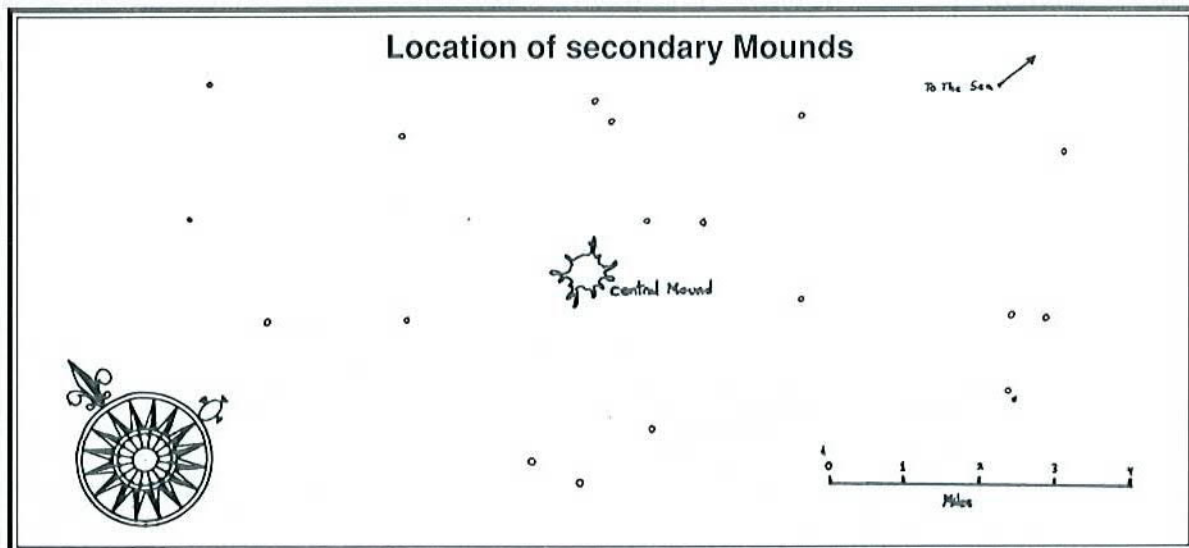 Location of secondary Mounds
To The Sea
Central Mound
0 1 2 3 4
Miles